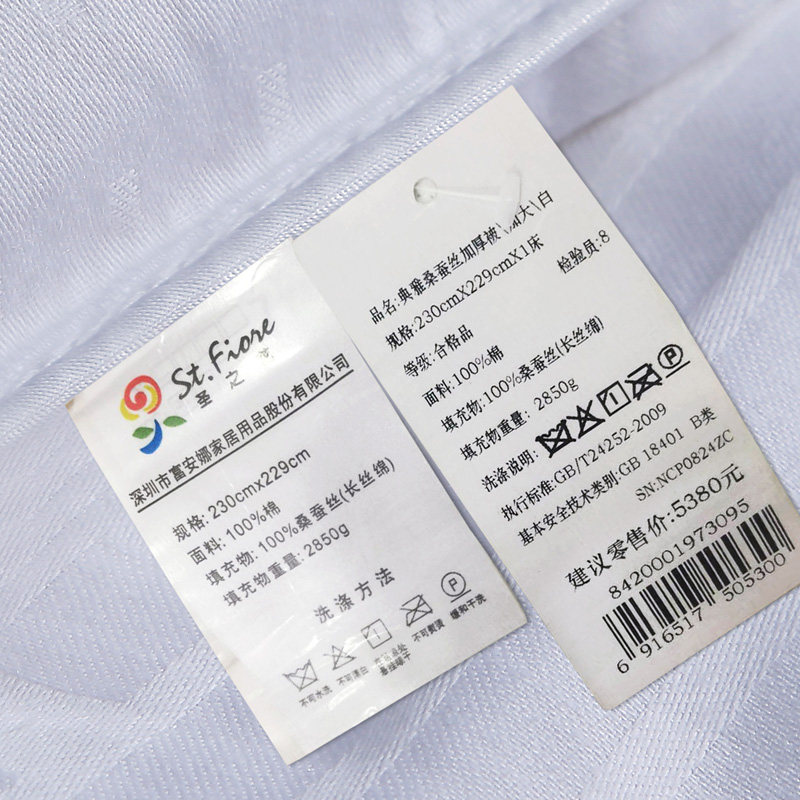 St.Fiore
圣之
深圳市富安娜家居用品股份有限公司
规格: 230cmx229cm
面料: 100%棉
填充物: 100%桑蚕丝(长丝绵)
填充物重量: 2850g
洗涤方法
不可水洗
不可漂白
悬挂晾干
不可熨烫
缓和干洗
品名:典雅桑蚕丝加厚被\加大\白
规格:230cmX229cmX1床
检验员:8
等级:合格品
面料:100%棉
填充物:100%桑蚕丝(长丝绵)
填充物重量: 2850g
洗涤说明:
执行标准:GB/T24252-2009
基本安全技术类别:GB 18401 B类
SN:NCP0824ZC
建议零售价:5380元
8420001973095
6 916517 505300